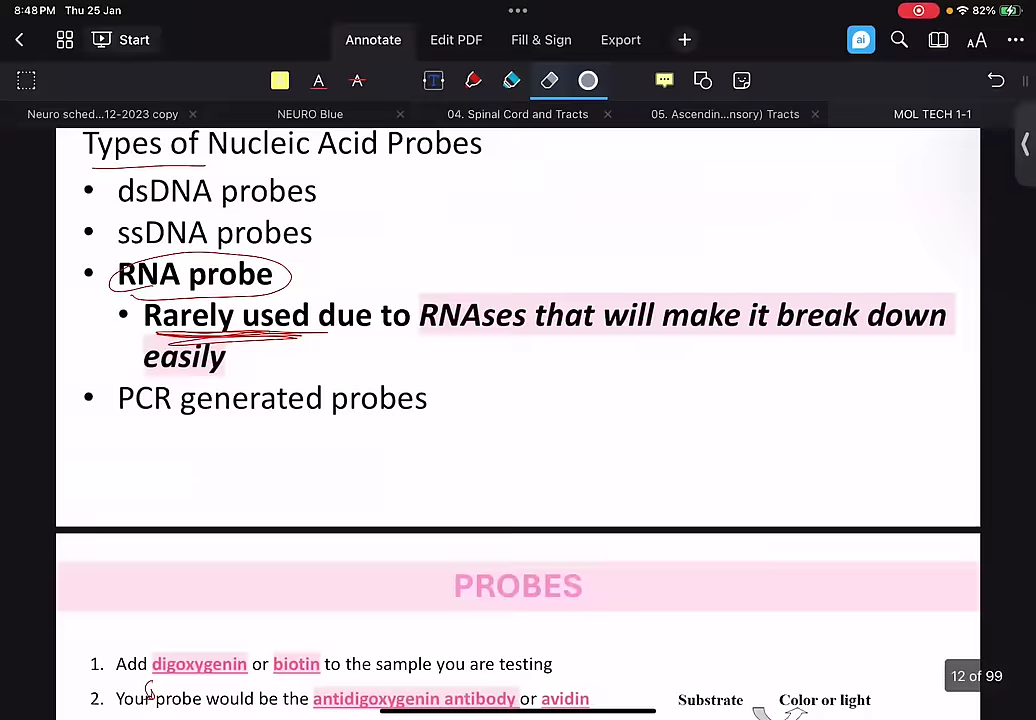 8:48 PM Thu 25 Jan
82%
Start
Annotate
Edit PDF
Fill & Sign
Export
ai
AA
T
A
A
Neuro sched...12-2023 copy
NEURO Blue
04. Spinal Cord and Tracts
05. Ascendin...nsory) Tracts
MOL TECH 1-1
Types of Nucleic Acid Probes
• dsDNA probes
• ssDNA probes
• RNA probe
• Rarely used due to RNAses that will make it break down
easily
• PCR generated probes
PROBES
1. Add digoxygenin or biotin to the sample you are testing
2. Your probe would be the antidigoxygenin antibody or avidin
Substrate
Color or light
12 of 99